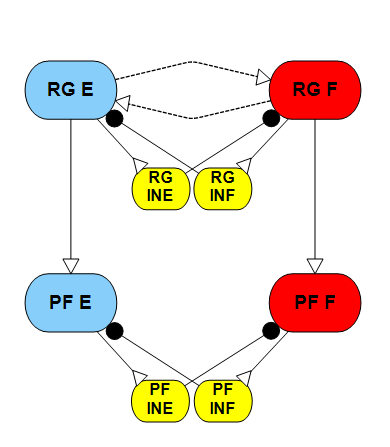 RG E
RG F
RG
INE
RG
INF
PF E
PF F
PF
INE
PF
INF